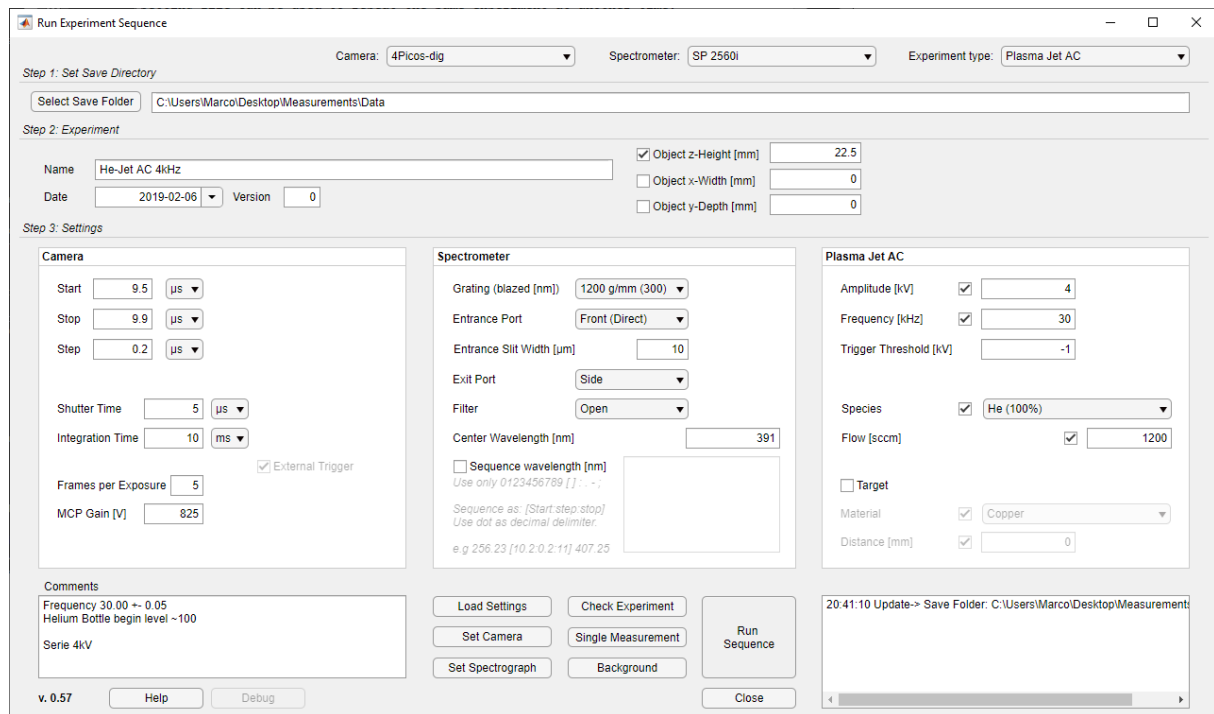 Run Experiment Sequence
Camera: 4Picos-dig Spectrometer: SP 2560i Experiment type: Plasma Jet AC
Step 1: Set Save Directory
Select Save Folder C:\Users\Marco\Desktop\Measurements\Data
Step 2: Experiment
Name He-Jet AC 4kHz
Date 2019-02-06 Version 0
Object z-Height [mm] 22.5
Object x-Width [mm] 0
Object y-Depth [mm] 0
Step 3: Settings
Camera
Start 9.5 µs
Stop 9.9 µs
Step 0.2 µs
Shutter Time 5 µs
Integration Time 10 ms
External Trigger
Frames per Exposure 5
MCP Gain [V] 825
Spectrometer
Grating (blazed [nm]) 1200 g/mm (300)
Entrance Port Front (Direct)
Entrance Slit Width [µm] 10
Exit Port Side
Filter Open
Center Wavelength [nm] 391
Sequence wavelength [nm]
Use only 0123456789 [ ] : . - ;
Sequence as: [Start:step:stop]
Use dot as decimal delimiter.
e.g 256.23 [10.2:0.2:11] 407.25
Plasma Jet AC
Amplitude [kV] 4
Frequency [kHz] 30
Trigger Threshold [kV] -1
Species He (100%)
Flow [sccm] 1200
Target
Material Copper
Distance [mm] 0
Comments
Frequency 30.00 +- 0.05
Helium Bottle begin level ~100
Serie 4kV
Load Settings Check Experiment
Set Camera Single Measurement
Set Spectrograph Background
Run
Sequence
Close
20:41:10 Update-> Save Folder: C:\Users\Marco\Desktop\Measurements
v. 0.57 Help Debug